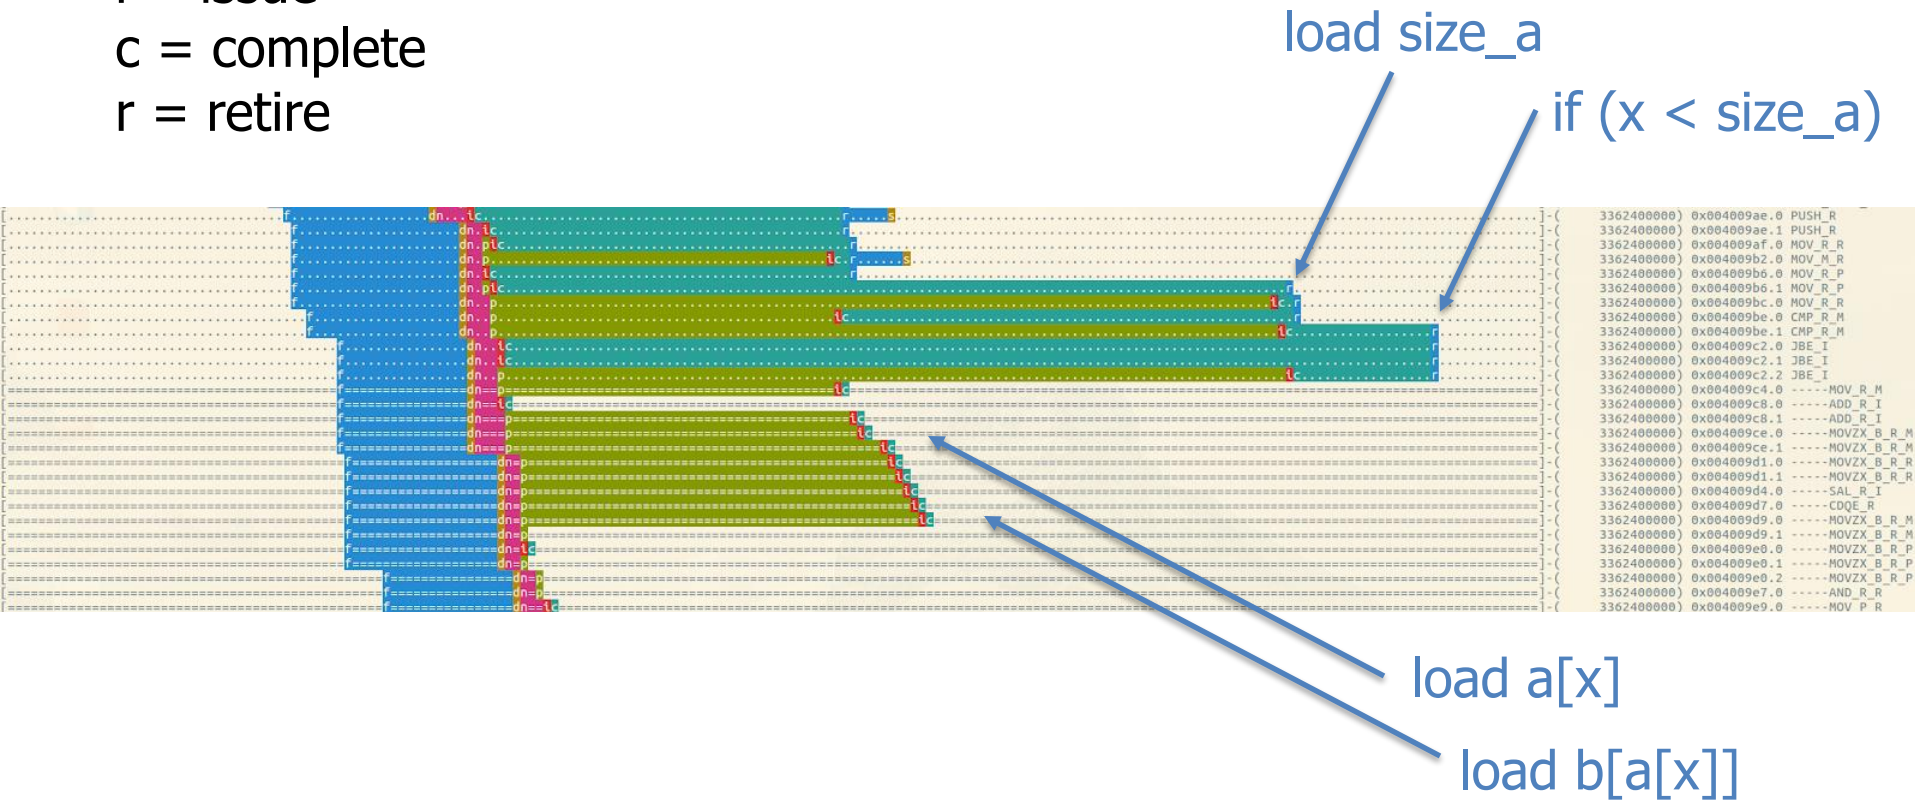 i = issue
c = complete
r = retire
load size_a
if (x < size_a)
3362400000) 0x004009ae.0 PUSH_R
3362400000) 0x004009ae.1 PUSH_R
3362400000) 0x004009af.0 MOV_R_R
3362400000) 0x004009b2.0 MOV_M_R
3362400000) 0x004009b6.0 MOV_R_P
3362400000) 0x004009b6.1 MOV_R_P
3362400000) 0x004009bc.0 MOV_R_R
3362400000) 0x004009be.0 CMP_R_M
3362400000) 0x004009be.1 CMP_R_M
3362400000) 0x004009c2.0 JBE_I
3362400000) 0x004009c2.1 JBE_I
3362400000) 0x004009c2.2 JBE_I
3362400000) 0x004009c4.0 -----MOV_R_M
3362400000) 0x004009c8.0 -----ADD_R_I
3362400000) 0x004009c8.1 -----ADD_R_I
3362400000) 0x004009ce.0 -----MOVZX_B_R_M
3362400000) 0x004009ce.1 -----MOVZX_B_R_M
3362400000) 0x004009d1.0 -----MOVZX_B_R_R
3362400000) 0x004009d1.1 -----MOVZX_B_R_R
3362400000) 0x004009d4.0 -----SAL_R_I
3362400000) 0x004009d7.0 -----CDQE_R
3362400000) 0x004009d9.0 -----MOVZX_B_R_M
3362400000) 0x004009d9.1 -----MOVZX_B_R_M
3362400000) 0x004009e0.0 -----MOVZX_B_R_P
3362400000) 0x004009e0.1 -----MOVZX_B_R_P
3362400000) 0x004009e0.2 -----MOVZX_B_R_P
3362400000) 0x004009e7.0 -----AND_R_R
3362400000) 0x004009e9.0 -----MOV_P_R
load a[x]
load b[a[x]]